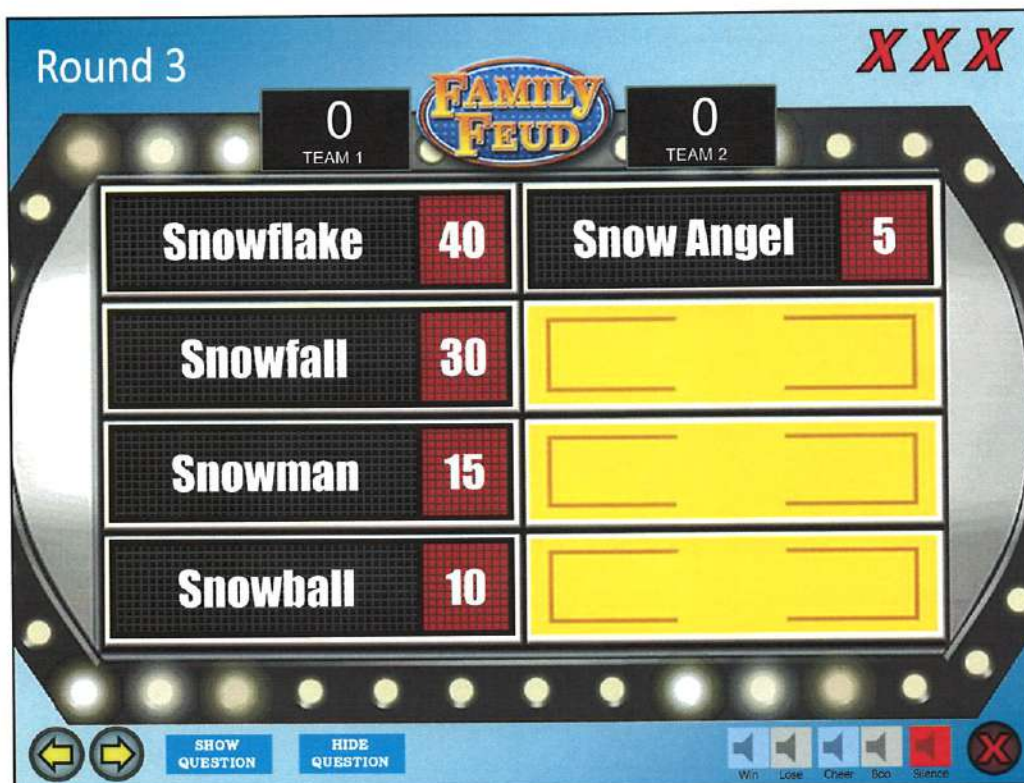 Round 3
X X X
0
TEAM 1
FAMILY
FEUD
0
TEAM 2
Snowflake 40
Snowfall 30
Snowman 15
Snowball 10
Snow Angel 5
SHOW
QUESTION
HIDE
QUESTION
Win
Lose
Cheer
Boo
Silence
X